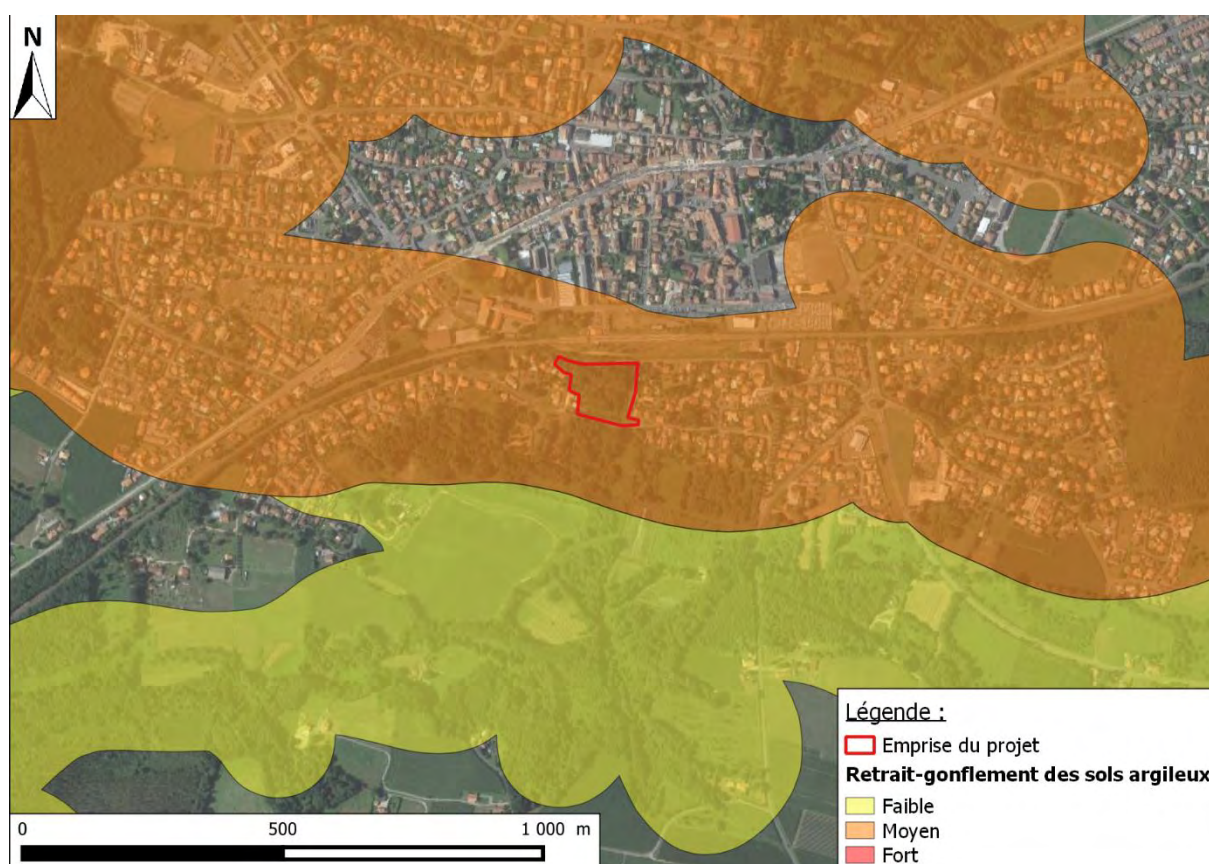 N
Légende :
Emprise du projet
Retrait-gonflement des sols argileux
Faible
Moyen
Fort
0 500 1 000 m